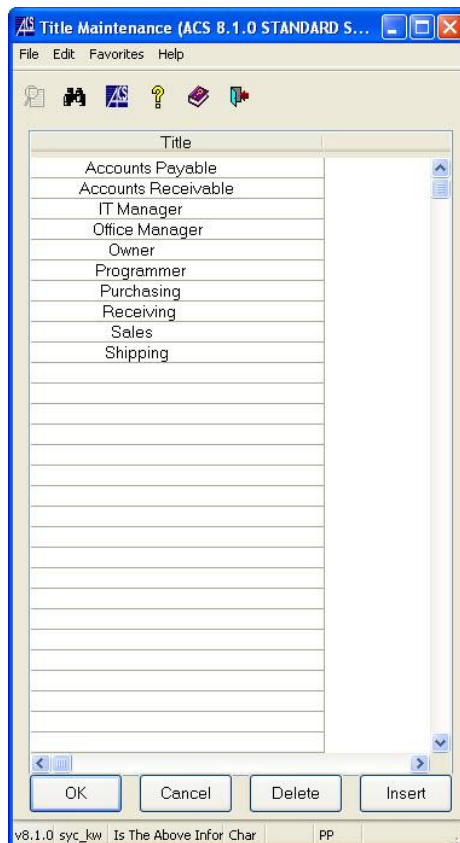 ACS Title Maintenance (ACS 8.1.0 STANDARD S...
File Edit Favorites Help
ACS ?
Title
Accounts Payable
Accounts Receivable
IT Manager
Office Manager
Owner
Programmer
Purchasing
Receiving
Sales
Shipping
OK Cancel Delete Insert
v8.1.0 syc_kw Is The Above Infor Char PP